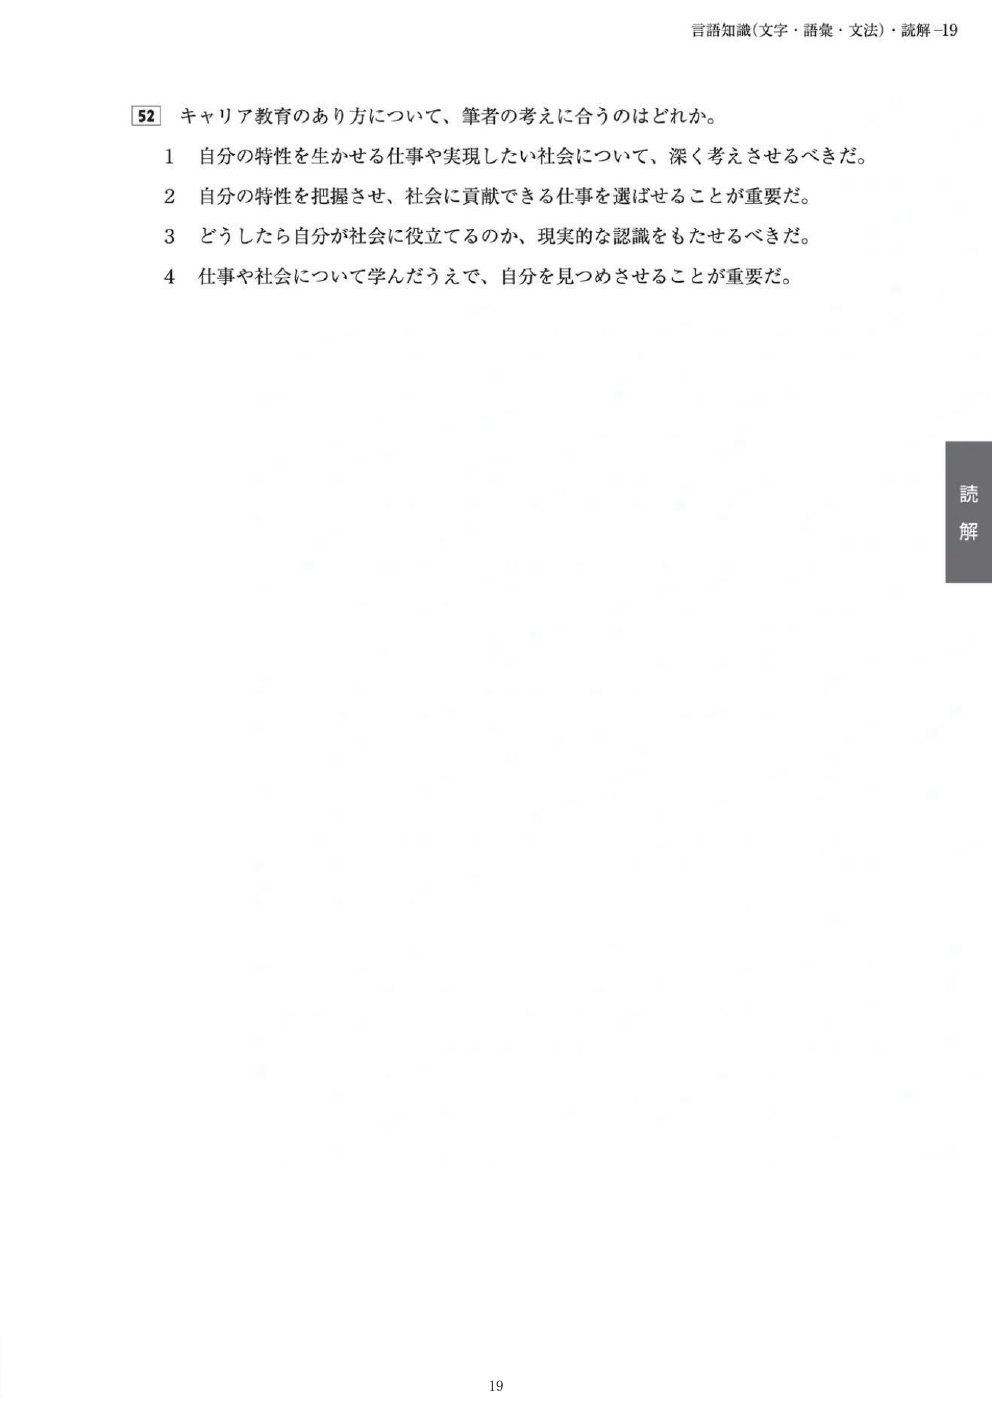 言語知識(文字・語彙・文法)・読解–19
52 キャリア教育のあり方について、筆者の考えに合うのはどれか。
1 自分の特性を生かせる仕事や実現したい社会について、深く考えさせるべきだ。
2 自分の特性を把握させ、社会に貢献できる仕事を選ばせることが重要だ。
3 どうしたら自分が社会に役立てるのか、現実的な認識をもたせるべきだ。
4 仕事や社会について学んだうえで、自分を見つめさせることが重要だ。
読解
19